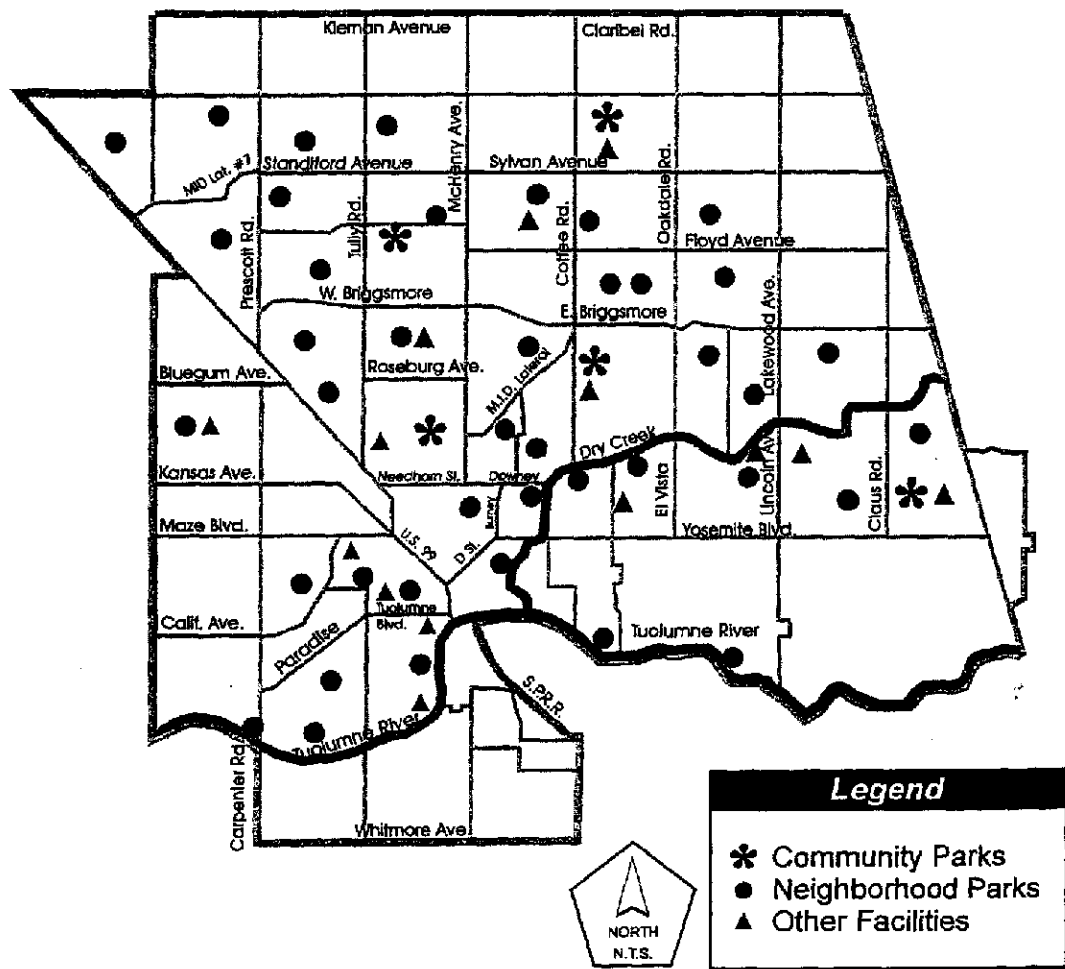 Kiernan Avenue
Claribel Rd.
McHenry Ave.
MID Lat. #7
Standiford Avenue
Sylvan Avenue
Oakdale Rd.
Prescott Rd.
Tully Rd.
Coffee Rd.
Floyd Avenue
W. Briggsmore
E. Briggsmore
Lakewood Ave.
Bluegum Ave.
Roseburg Ave.
M.I.D. Lateral
Dry Creek
Kansas Ave.
Needham St.
Downey
Burney
El Vista
Lincoln Ave.
Claus Rd.
Maze Blvd.
U.S. 99
D St.
Yosemite Blvd.
Calif. Ave.
Paradise
Tuolumne
Blvd.
Tuolumne River
S.P.R.R.
Tuolumne River
Carpenter Rd.
Whitmore Ave.
Legend
Community Parks
Neighborhood Parks
Other Facilities
NORTH
N.T.S.